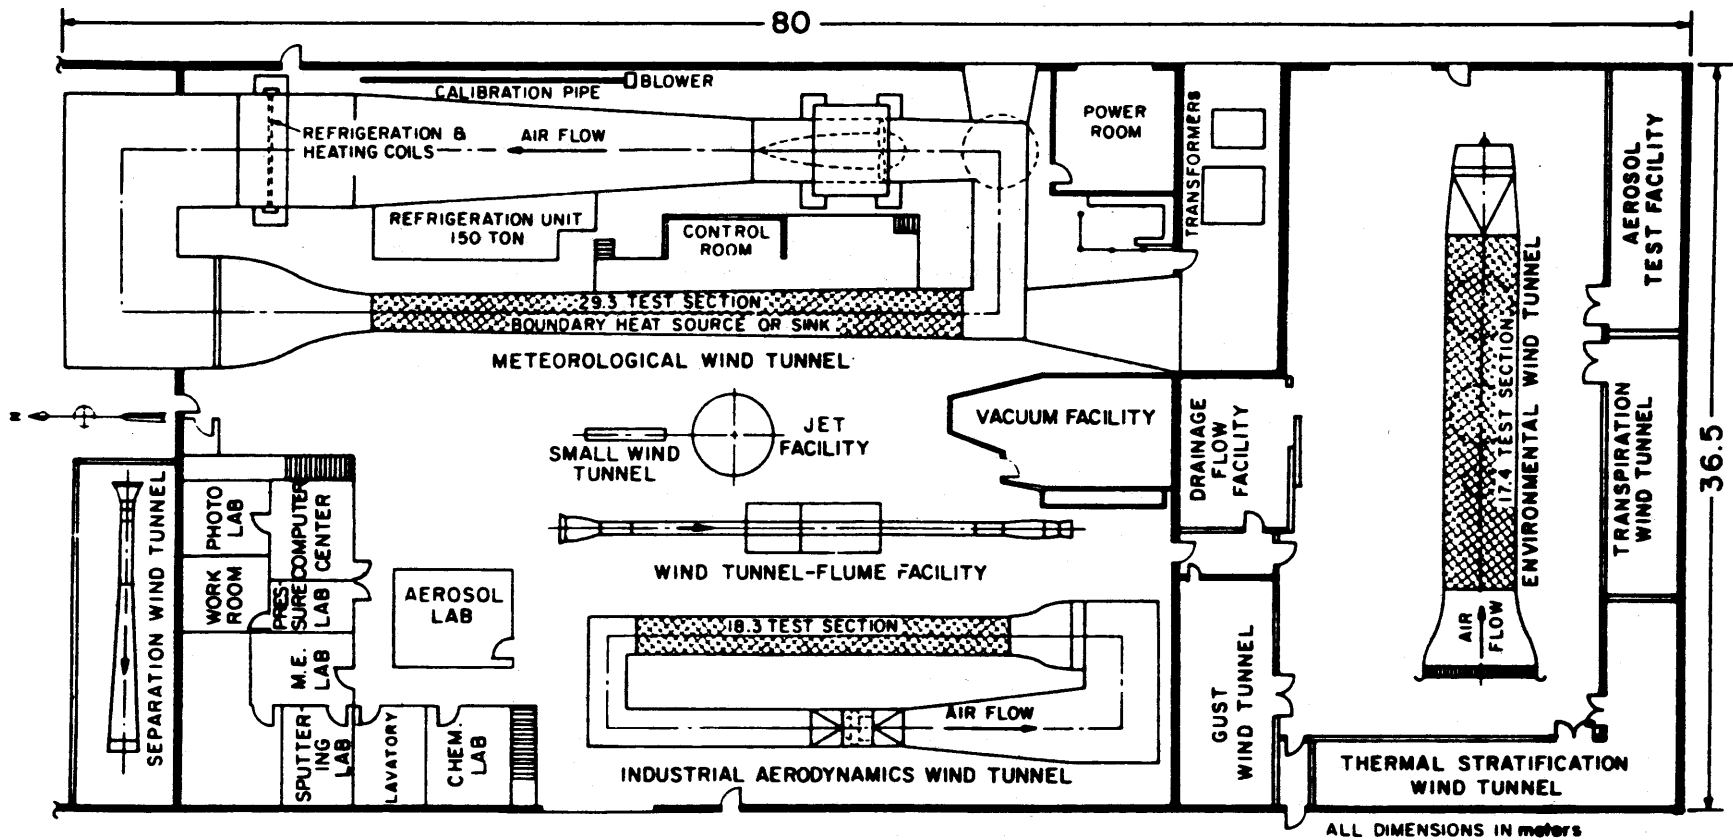 80
BLOWER
CALIBRATION PIPE
REFRIGERATION &
HEATING COILS
AIR FLOW
POWER
ROOM
TRANSFORMERS
AEROSOL
TEST FACILITY
REFRIGERATION UNIT
150 TON
CONTROL
ROOM
29.3 TEST SECTION
BOUNDARY HEAT SOURCE OR SINK
METEOROLOGICAL WIND TUNNEL
17.4 TEST SECTION
ENVIRONMENTAL WIND TUNNEL
AIR
FLOW
N
JET
FACILITY
SMALL WIND
TUNNEL
VACUUM FACILITY
DRAINAGE
FLOW
FACILITY
TRANSPIRATION
WIND TUNNEL
36.5
SEPARATION WIND TUNNEL
PHOTO
LAB
COMPUTER
CENTER
WORK
ROOM
PRES-
SURE
LAB
M.E.
LAB
AEROSOL
LAB
WIND TUNNEL-FLUME FACILITY
18.3 TEST SECTION
AIR FLOW
INDUSTRIAL AERODYNAMICS WIND TUNNEL
GUST
WIND TUNNEL
SPUTTER-
ING
LAB
LAVATORY
CHEM.
LAB
THERMAL STRATIFICATION
WIND TUNNEL
ALL DIMENSIONS IN meters